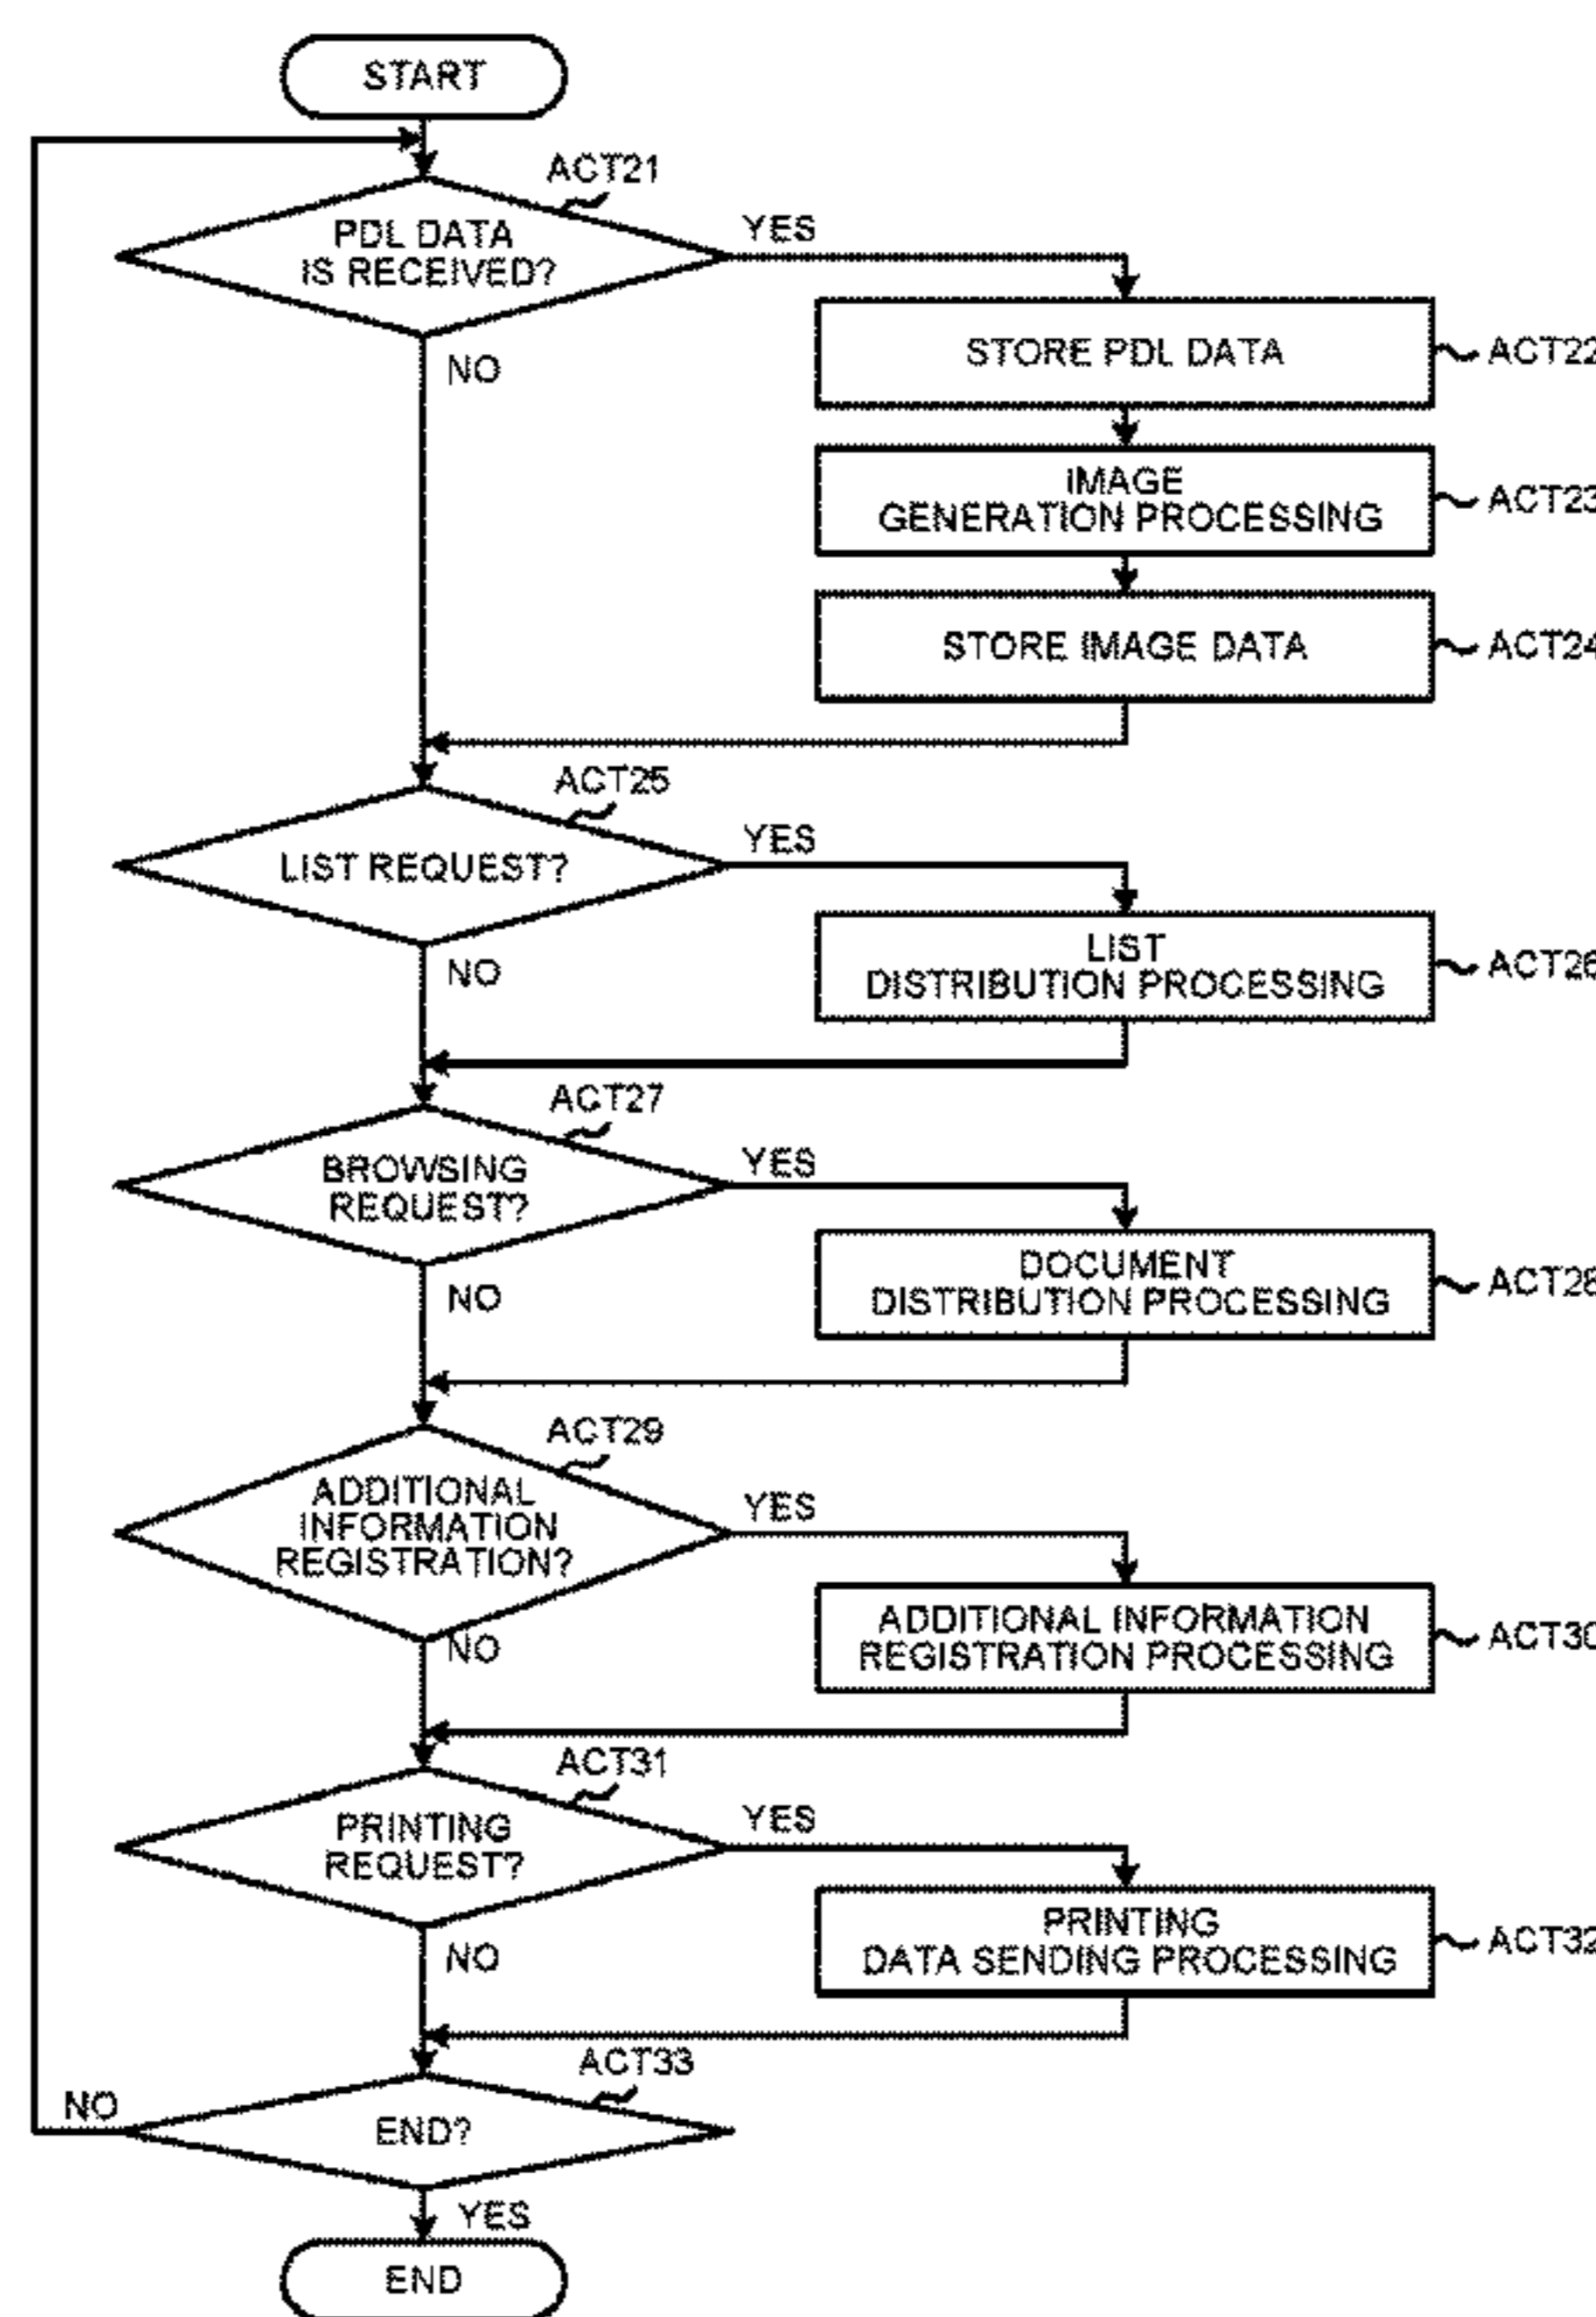 START
ACT21
PDL DATA
IS RECEIVED?
YES
NO
STORE PDL DATA
ACT22
IMAGE
GENERATION PROCESSING
ACT23
STORE IMAGE DATA
ACT24
ACT25
LIST REQUEST?
YES
NO
LIST
DISTRIBUTION PROCESSING
ACT26
ACT27
BROWSING
REQUEST?
YES
NO
DOCUMENT
DISTRIBUTION PROCESSING
ACT28
ACT29
ADDITIONAL
INFORMATION
REGISTRATION?
YES
NO
ADDITIONAL INFORMATION
REGISTRATION PROCESSING
ACT30
ACT31
PRINTING
REQUEST?
YES
NO
PRINTING
DATA SENDING PROCESSING
ACT32
ACT33
NO
END?
YES
END